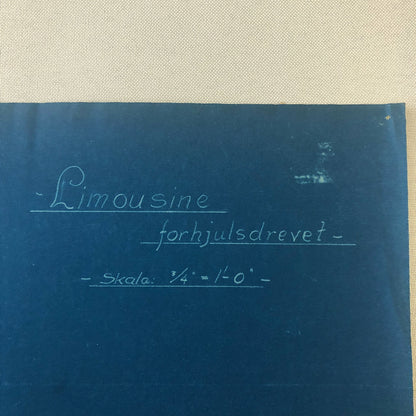 - Limousine
forhjulsdrevet -
- Skala: 3/4" = 1'-0" -